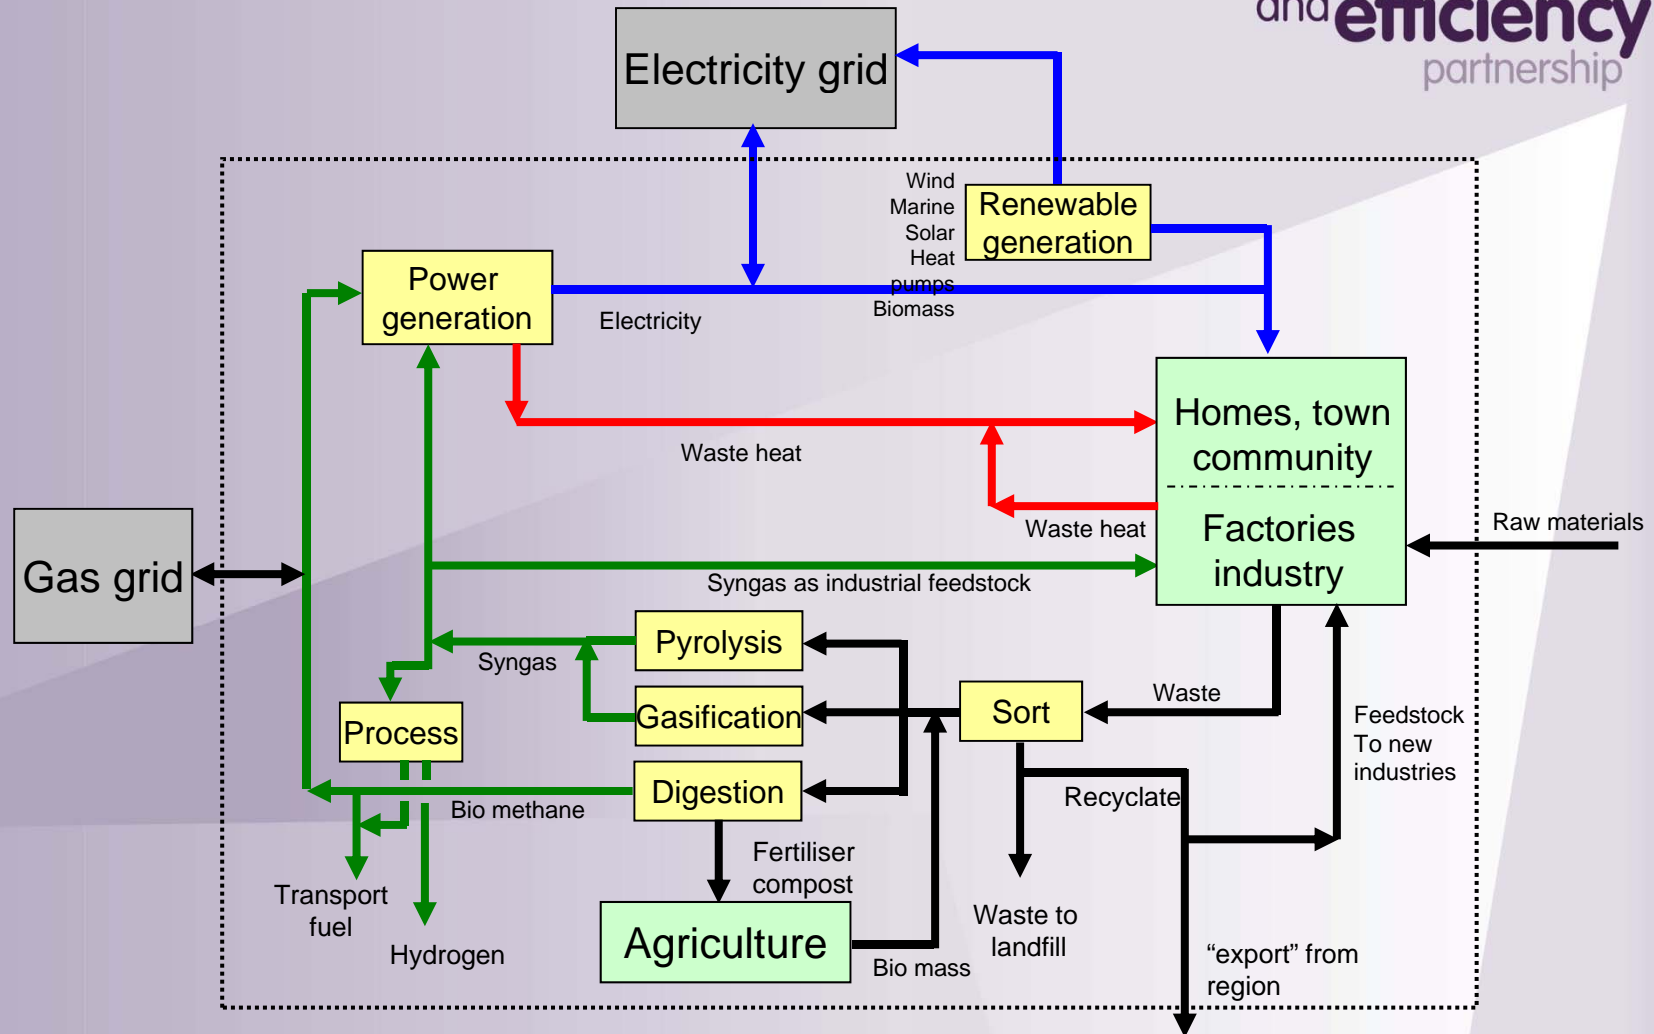 and efficiency
partnership
Electricity grid
Wind
Marine
Solar
Heat
pumps
Biomass
Renewable
generation
Power
generation
Electricity
Waste heat
Homes, town
community
Factories
industry
Waste heat
Raw materials
Gas grid
Syngas as industrial feedstock
Pyrolysis
Syngas
Gasification
Sort
Waste
Process
Feedstock
To new
industries
Digestion
Bio methane
Recyclate
Fertiliser
compost
Transport
fuel
Hydrogen
Agriculture
Bio mass
Waste to
landfill
“export” from
region